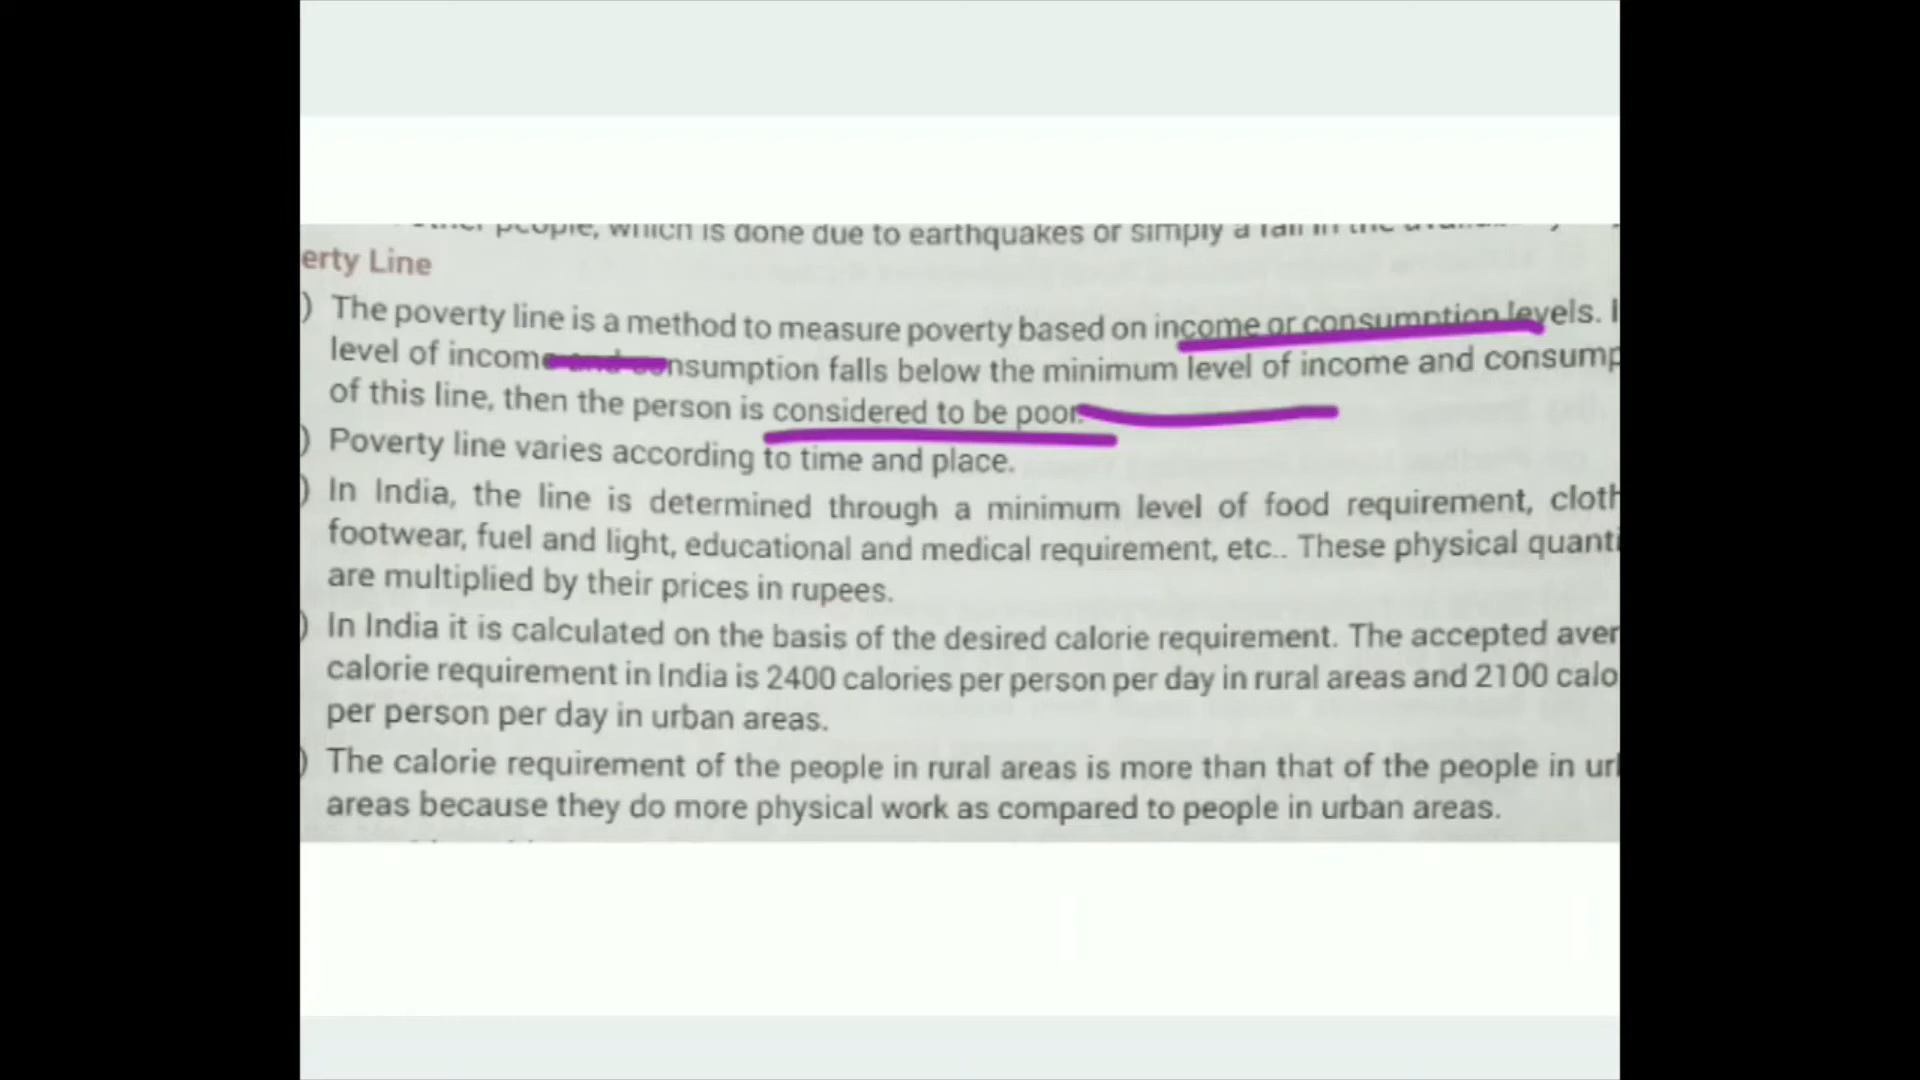 people, which is done due to earthquakes or simply a fall in the
erty Line
) The poverty line is a method to measure poverty based on income or consumption levels. I
level of income and consumption falls below the minimum level of income and consump
of this line, then the person is considered to be poor.
) Poverty line varies according to time and place.
) In India, the line is determined through a minimum level of food requirement, cloth
footwear, fuel and light, educational and medical requirement, etc.. These physical quanti
are multiplied by their prices in rupees.
) In India it is calculated on the basis of the desired calorie requirement. The accepted aver
calorie requirement in India is 2400 calories per person per day in rural areas and 2100 calo
per person per day in urban areas.
) The calorie requirement of the people in rural areas is more than that of the people in url
areas because they do more physical work as compared to people in urban areas.